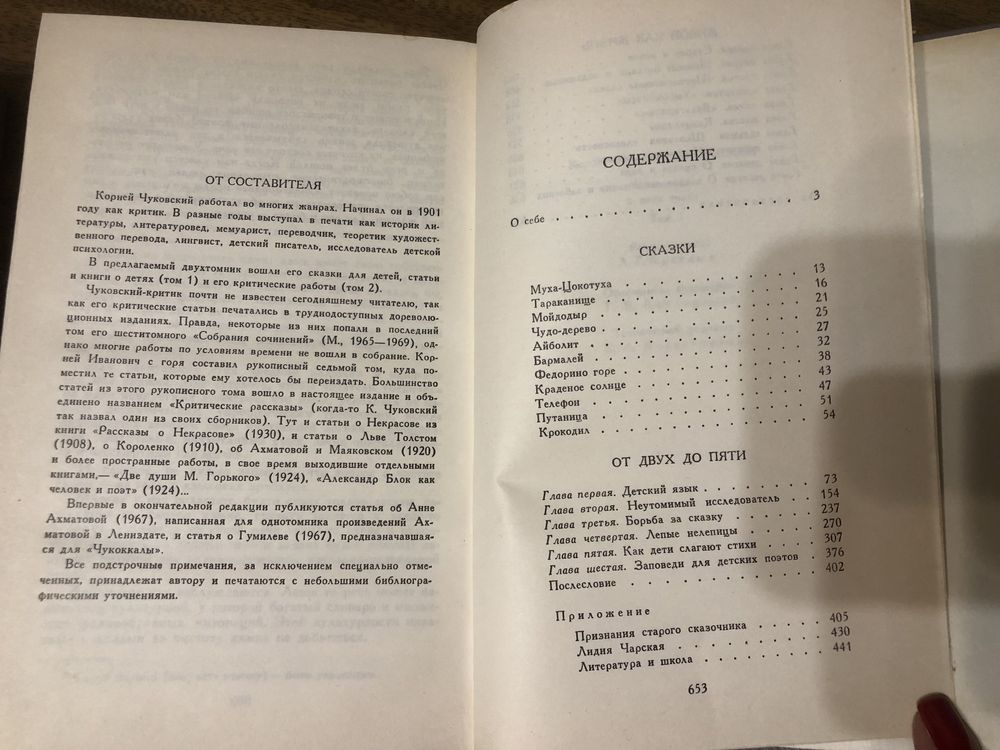 ОТ СОСТАВИТЕЛЯ
Корней Чуковский работал во многих жанрах. Начинал он в 1901
году как критик. В разные годы выступал в печати как историк ли-
тературы, литературовед, мемуарист, переводчик, теоретик художест-
венного перевода, лингвист, детский писатель, исследователь детской
психологии.
В предлагаемый двухтомник вошли его сказки для детей, статьи
и книги о детях (том 1) и его критические работы (том 2).
Чуковский-критик почти не известен сегодняшнему читателю, так
как его критические статьи печатались в труднодоступных дореволю-
ционных изданиях. Правда, некоторые из них попали в последний
том его шеститомного «Собрания сочинений» (М., 1965—1969), од-
нако многие работы по условиям времени не вошли в собрание. Кор-
ней Иванович с горя составил рукописный седьмой том, куда по-
местил те статьи, которые ему хотелось бы переиздать. Большинство
статей из этого рукописного тома вошло в настоящее издание и объ-
единено названием «Критические рассказы» (когда-то К. Чуковский
так назвал один из своих сборников). Тут и статьи о Некрасове из
книги «Рассказы о Некрасове» (1930), и статьи о Льве Толстом
(1908), о Короленко (1910), об Ахматовой и Маяковском (1920)
и более пространные работы, в свое время выходившие отдельными
книгами,— «Две души М. Горького» (1924), «Александр Блок как
человек и поэт» (1924)...
Впервые в окончательной редакции публикуются статья об Анне
Ахматовой (1967), написанная для однотомника произведений Ах-
матовой в Лениздате, и статья о Гумилеве (1967), предназначавшая-
ся для «Чукоккалы».
Все подстрочные примечания, за исключением специально отме-
ченных, принадлежат автору и печатаются с небольшими библиогра-
фическими уточнениями.
СОДЕРЖАНИЕ
О себе . . . . . . . . . . . . . . . . 3
СКАЗКИ
Муха-Цокотуха . . . . . . . . . . . . 13
Тараканище . . . . . . . . . . . . 16
Мойдодыр . . . . . . . . . . . . 21
Чудо-дерево . . . . . . . . . . . . 25
Айболит . . . . . . . . . . . . 27
Бармалей . . . . . . . . . . . . 32
Федорино горе . . . . . . . . . . . . 38
Краденое солнце . . . . . . . . . . . . 43
Телефон . . . . . . . . . . . . 47
Путаница . . . . . . . . . . . . 51
Крокодил . . . . . . . . . . . . 54
ОТ ДВУХ ДО ПЯТИ
Глава первая. Детский язык . . . . . . . 73
Глава вторая. Неутомимый исследователь . . 154
Глава третья. Борьба за сказку . . . . . 237
Глава четвертая. Лепые нелепицы . . . . . 270
Глава пятая. Как дети слагают стихи . . . . 307
Глава шестая. Заповеди для детских поэтов . 376
Послесловие . . . . . . . . . . . 402
Приложение
Признания старого сказочника . . . . . 405
Лидия Чарская . . . . . . . . . 430
Литература и школа . . . . . . . . 441
653